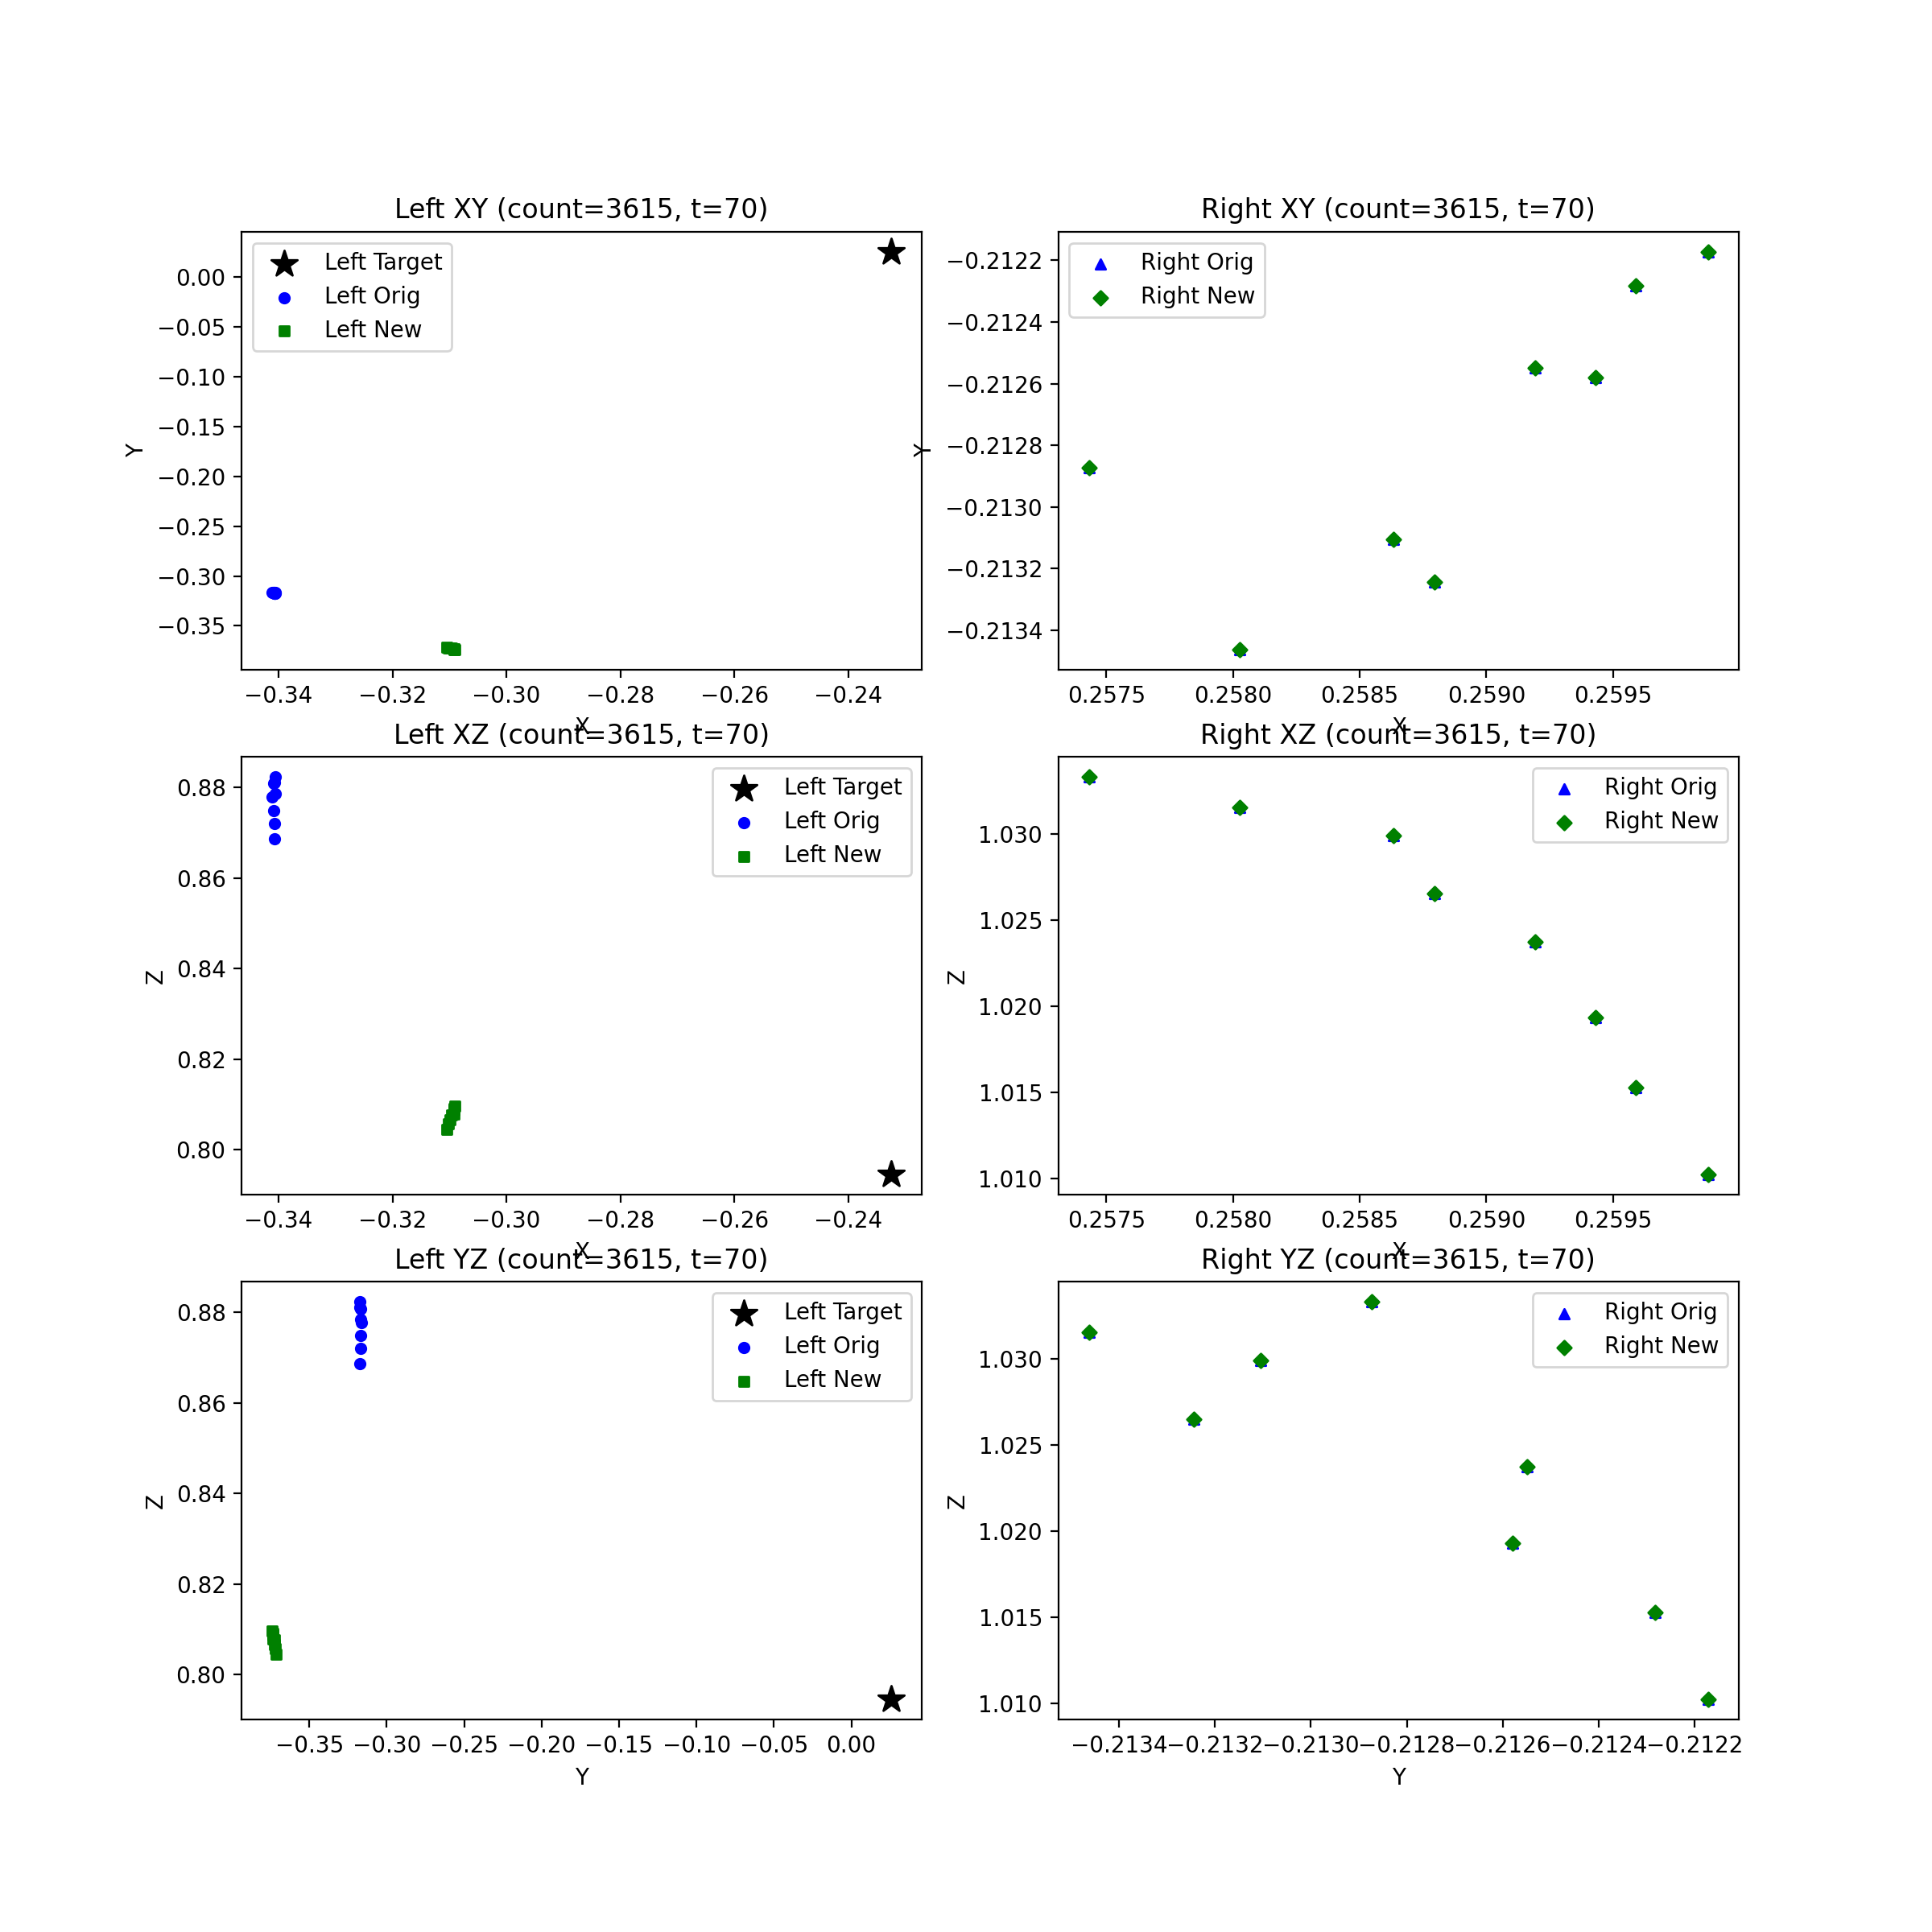 Left XY (count=3615, t=70)
Left Target
Left Orig
Left New
0.00
−0.05
−0.10
−0.15
−0.20
−0.25
−0.30
−0.35
Y
−0.34
−0.32
−0.30
−0.28
−0.26
−0.24
X
Right XY (count=3615, t=70)
Right Orig
Right New
−0.2122
−0.2124
−0.2126
−0.2128
−0.2130
−0.2132
−0.2134
Y
0.2575
0.2580
0.2585
0.2590
0.2595
X
Left XZ (count=3615, t=70)
Left Target
Left Orig
Left New
0.88
0.86
0.84
0.82
0.80
Z
−0.34
−0.32
−0.30
−0.28
−0.26
−0.24
X
Right XZ (count=3615, t=70)
Right Orig
Right New
1.030
1.025
1.020
1.015
1.010
Z
0.2575
0.2580
0.2585
0.2590
0.2595
X
Left YZ (count=3615, t=70)
Left Target
Left Orig
Left New
0.88
0.86
0.84
0.82
0.80
Z
−0.35
−0.30
−0.25
−0.20
−0.15
−0.10
−0.05
0.00
Y
Right YZ (count=3615, t=70)
Right Orig
Right New
1.030
1.025
1.020
1.015
1.010
Z
−0.2134
−0.2132
−0.2130
−0.2128
−0.2126
−0.2124
−0.2122
Y